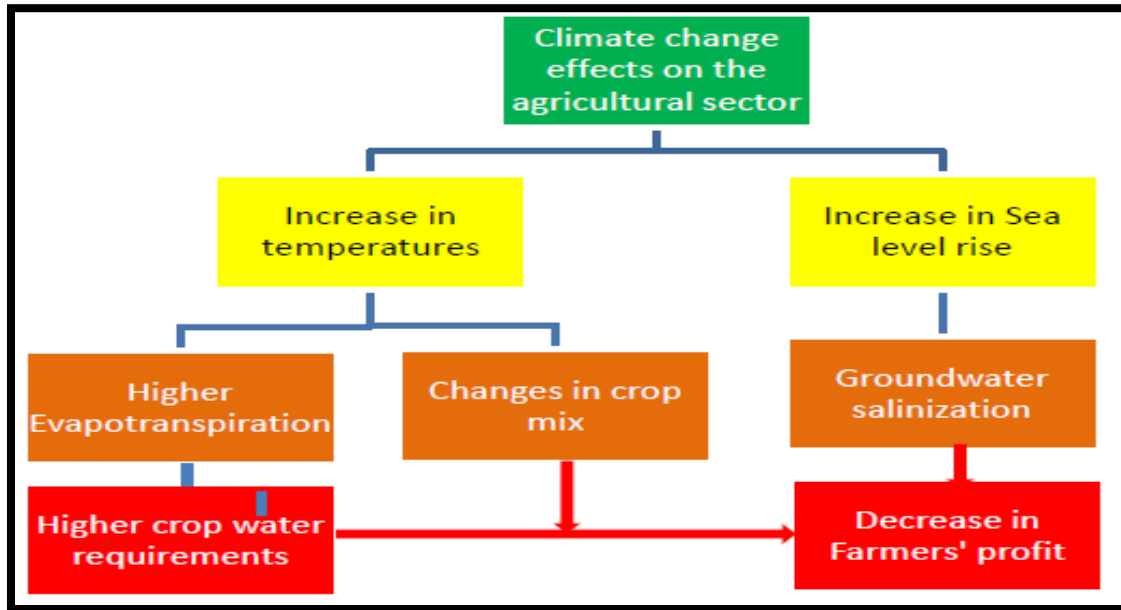 Climate change
effects on the
agricultural sector
Increase in
temperatures
Increase in Sea
level rise
Higher
Evapotranspiration
Changes in crop
mix
Groundwater
salinization
Higher crop water
requirements
Decrease in
Farmers' profit